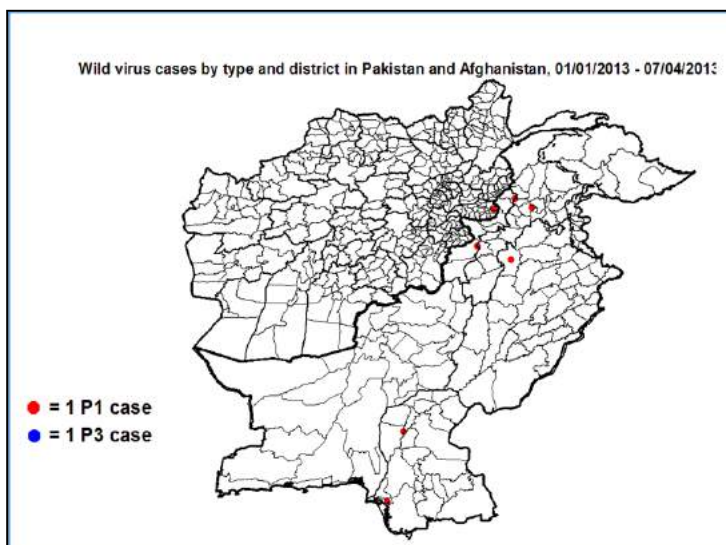 Wild virus cases by type and district in Pakistan and Afghanistan, 01/01/2013 - 07/04/2013
= 1 P1 case
= 1 P3 case